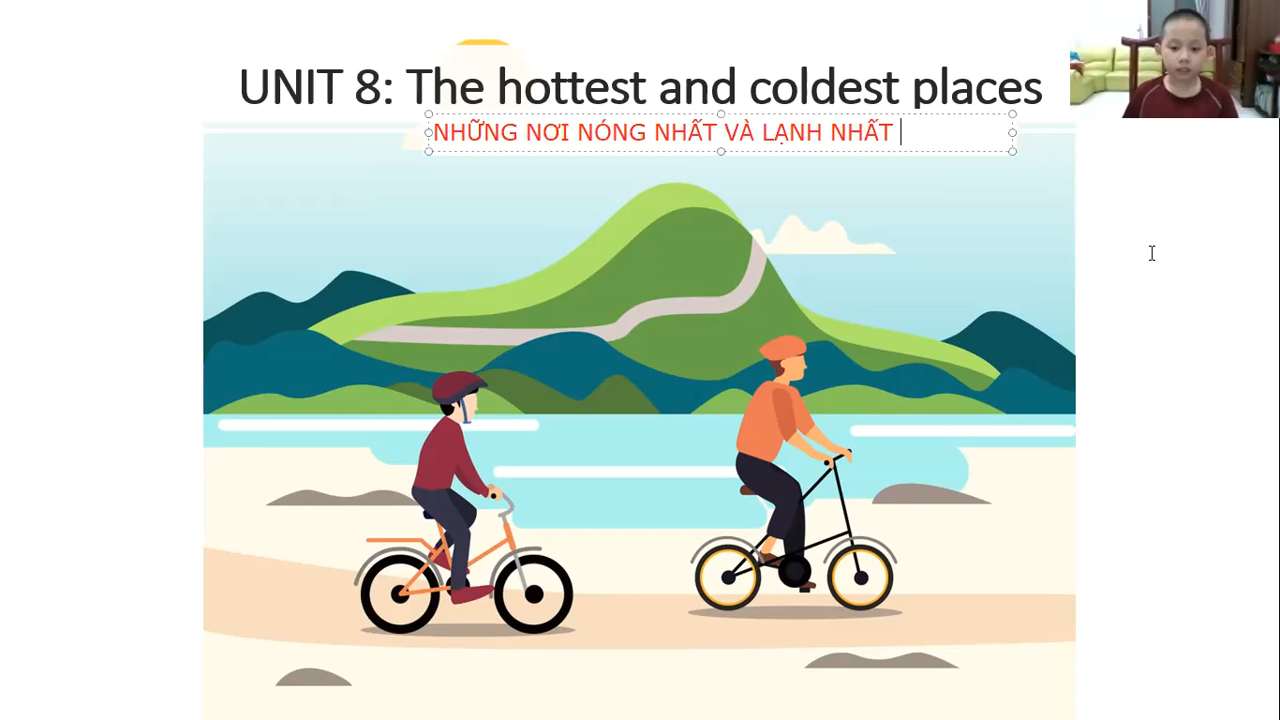 UNIT 8: The hottest and coldest places
NHỮNG NƠI NÓNG NHẤT VÀ LẠNH NHẤT